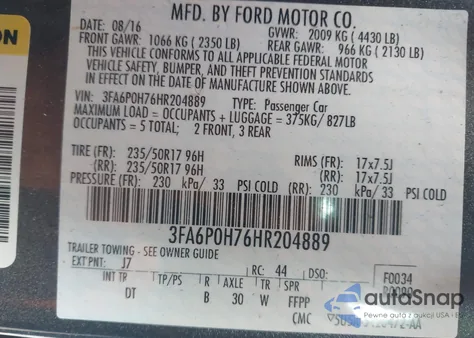 MFD. BY FORD MOTOR CO.
DATE: 08/16 GVWR: 2009 KG ( 4430 LB)
FRONT GAWR: 1066 KG ( 2350 LB) REAR GAWR: 966 KG ( 2130 LB)
THIS VEHICLE CONFORMS TO ALL APPLICABLE FEDERAL MOTOR
VEHICLE SAFETY, BUMPER, AND THEFT PREVENTION STANDARDS
IN EFFECT ON THE DATE OF MANUFACTURE SHOWN ABOVE.
VIN: 3FA6P0H76HR204889 TYPE: Passenger Car
MAXIMUM LOAD = OCCUPANTS + LUGGAGE = 375KG/ 827LB
OCCUPANTS = 5 TOTAL; 2 FRONT, 3 REAR
TIRE (FR): 235/50R17 96H RIMS (FR): 17x7.5J
(RR): 235/50R17 96H (RR): 17x7.5J
PRESSURE (FR): 230 kPa/ 33 PSI COLD (RR): 230 kPa/ 33 PSI COLD
3FA6P0H76HR204889
TRAILER TOWING - SEE OWNER GUIDE
EXT PNT: J7 RC: 44 DSO: F0034
INT TR TP/PS R AXLE TR SPR
DT B 30 W FFPP
CMC
autoSnap
Pewne auta z aukcji USA - EU